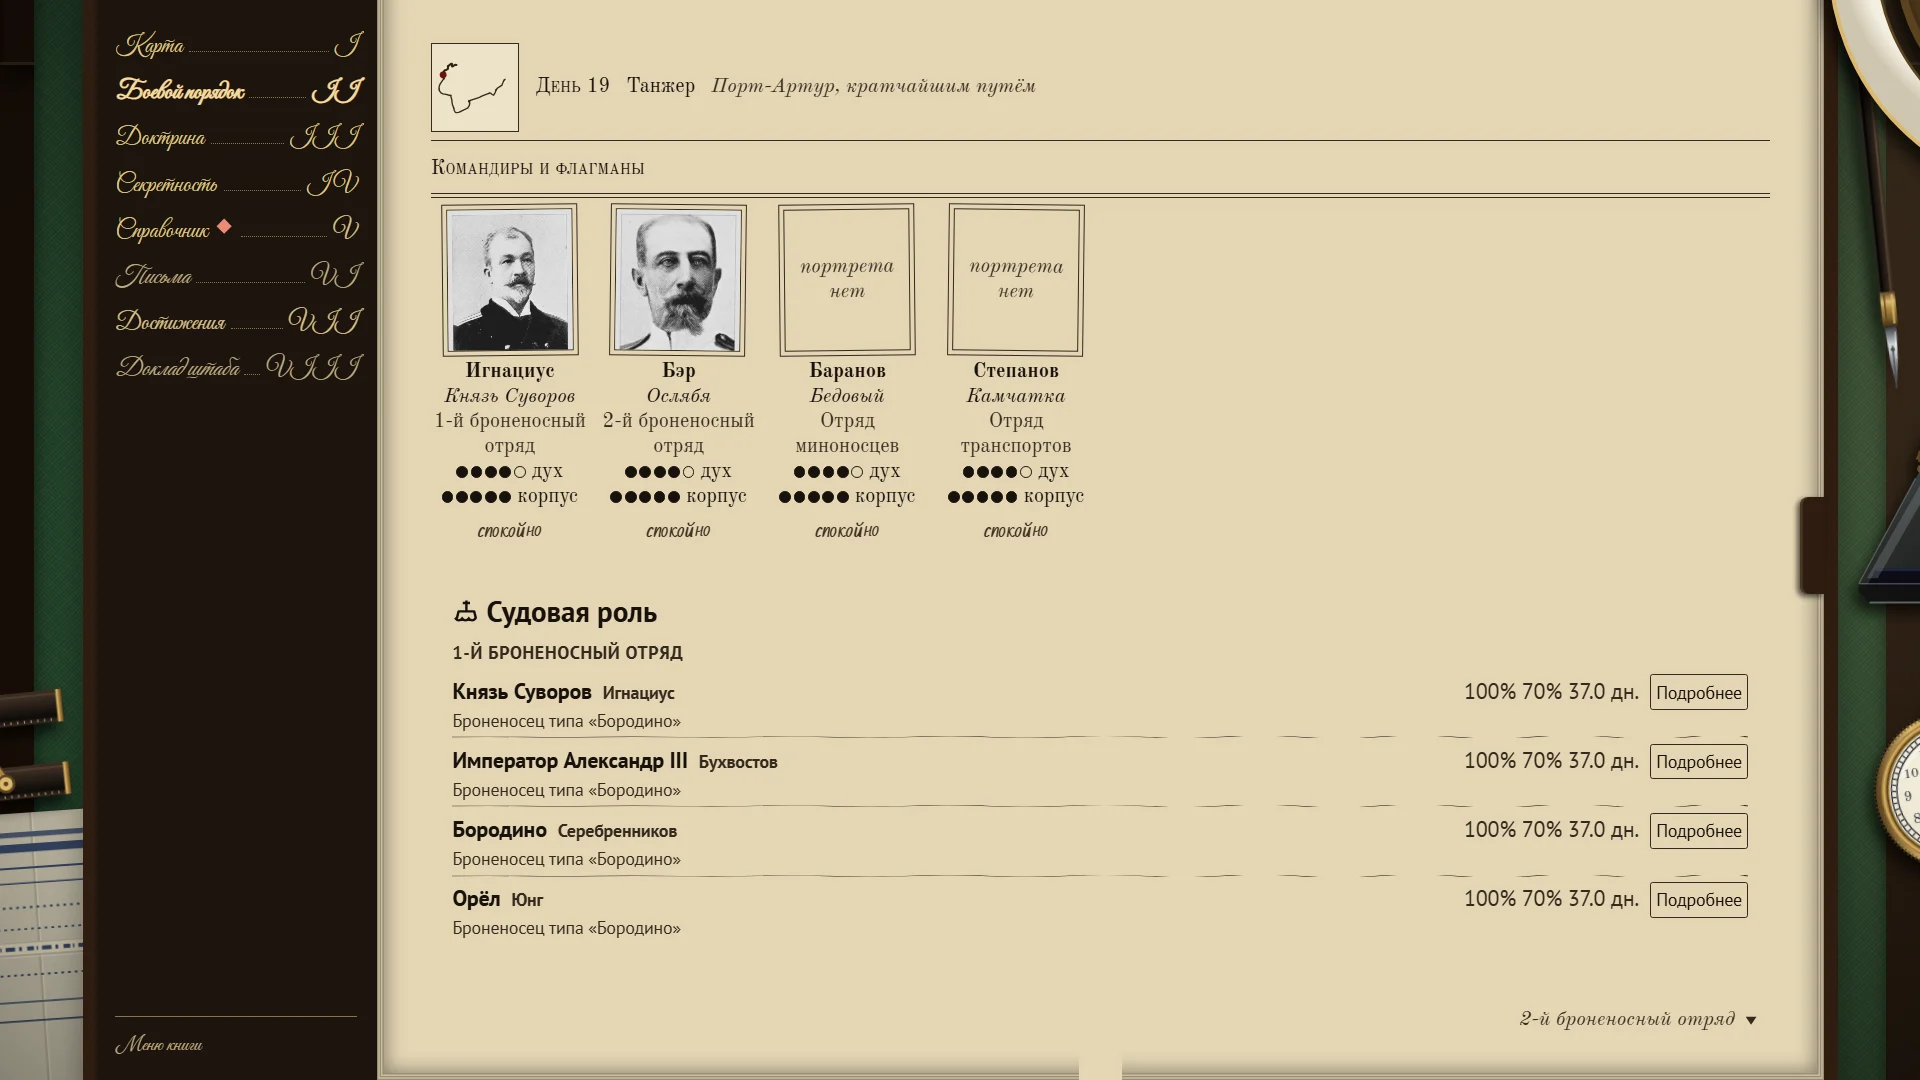 Карта I
Боевой порядок II
Доктрина III
Секретность IV
Справочник V
Письма VI
Достижения VII
Доклад штаба VIII
Меню книги
День 19 Танжер Порт-Артур, кратчайшим путём
Командиры и флагманы
портрета
нет
портрета
нет
Игнациус
Князь Суворов
1-й броненосный
отряд
дух
корпус
спокойно
Бэр
Ослябя
2-й броненосный
отряд
дух
корпус
спокойно
Баранов
Бедовый
Отряд
миноносцев
дух
корпус
спокойно
Степанов
Камчатка
Отряд
транспортов
дух
корпус
спокойно
Судовая роль
1-Й БРОНЕНОСНЫЙ ОТРЯД
Князь Суворов Игнациус 100% 70% 37.0 дн. Подробнее
Броненосец типа «Бородино»
Император Александр III Бухвостов 100% 70% 37.0 дн. Подробнее
Броненосец типа «Бородино»
Бородино Серебренников 100% 70% 37.0 дн. Подробнее
Броненосец типа «Бородино»
Орёл Юнг 100% 70% 37.0 дн. Подробнее
Броненосец типа «Бородино»
2-й броненосный отряд
10
9
8